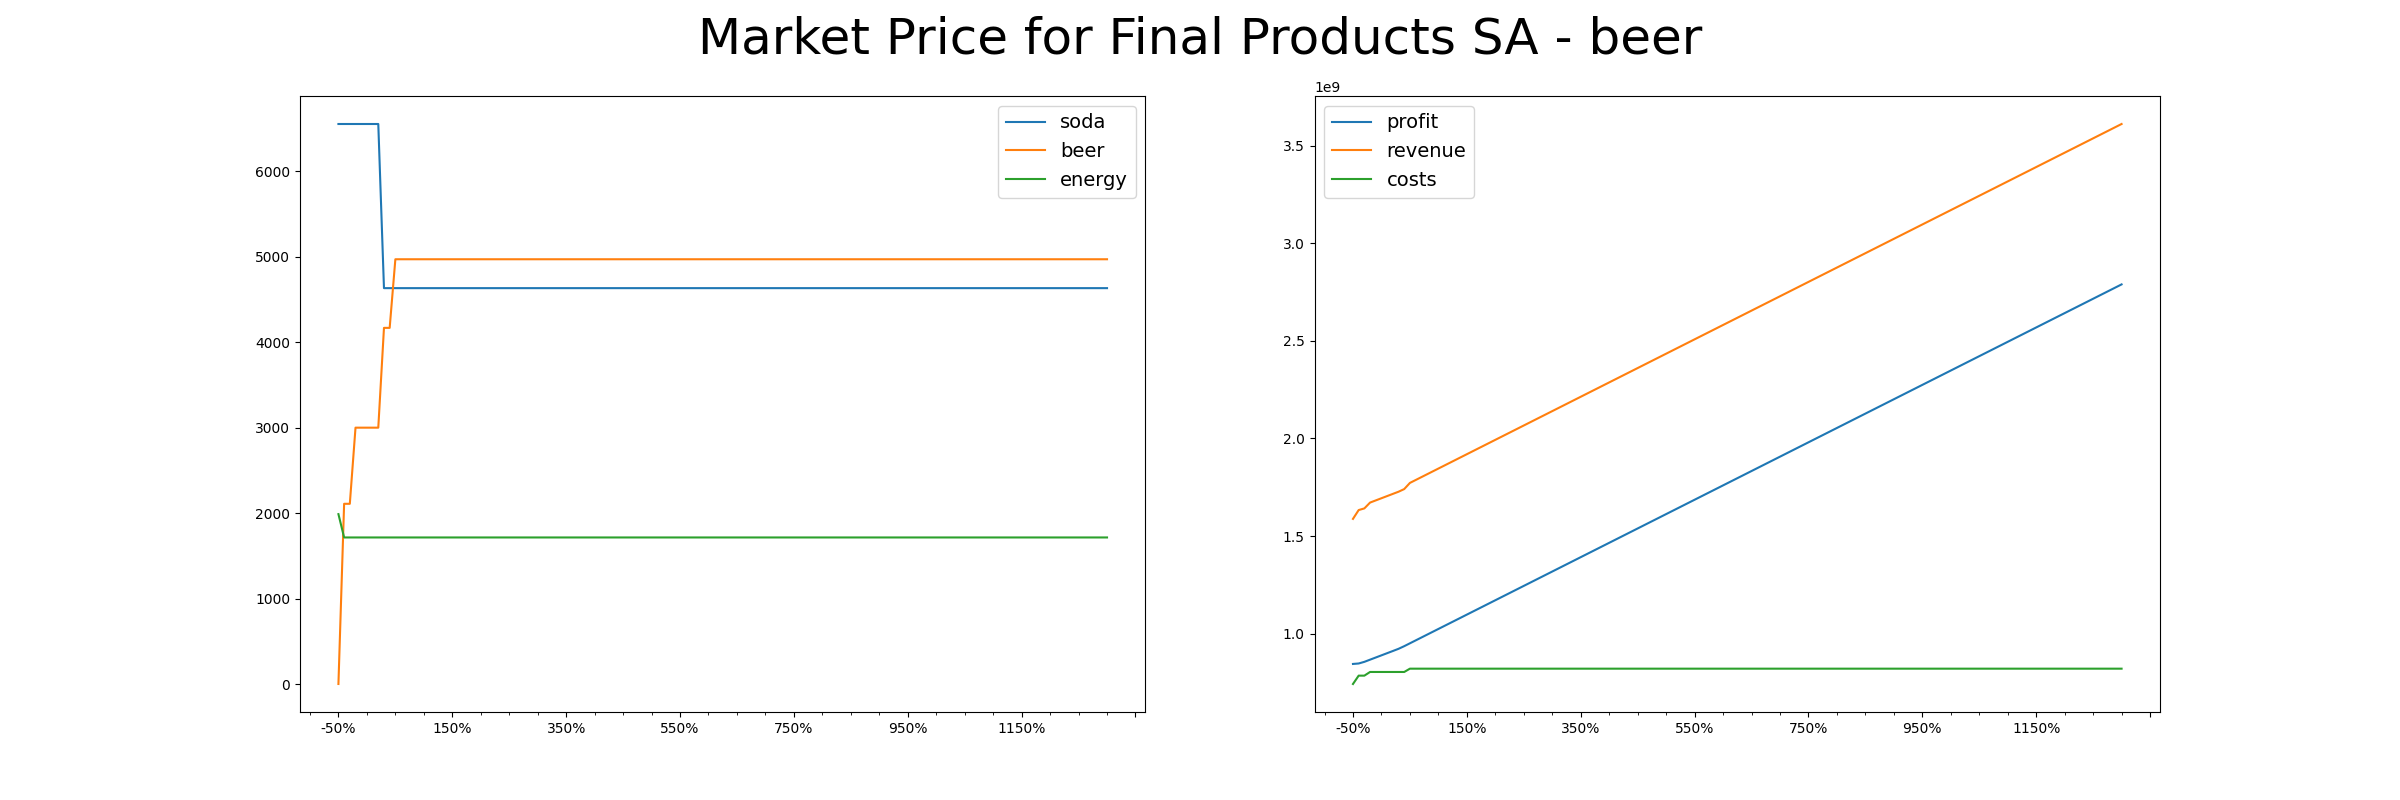 Market Price for Final Products SA - beer
soda
beer
energy
6000
5000
4000
3000
2000
1000
0
-50% 150% 350% 550% 750% 950% 1150%
1e9
profit
revenue
costs
3.5
3.0
2.5
2.0
1.5
1.0
-50% 150% 350% 550% 750% 950% 1150%